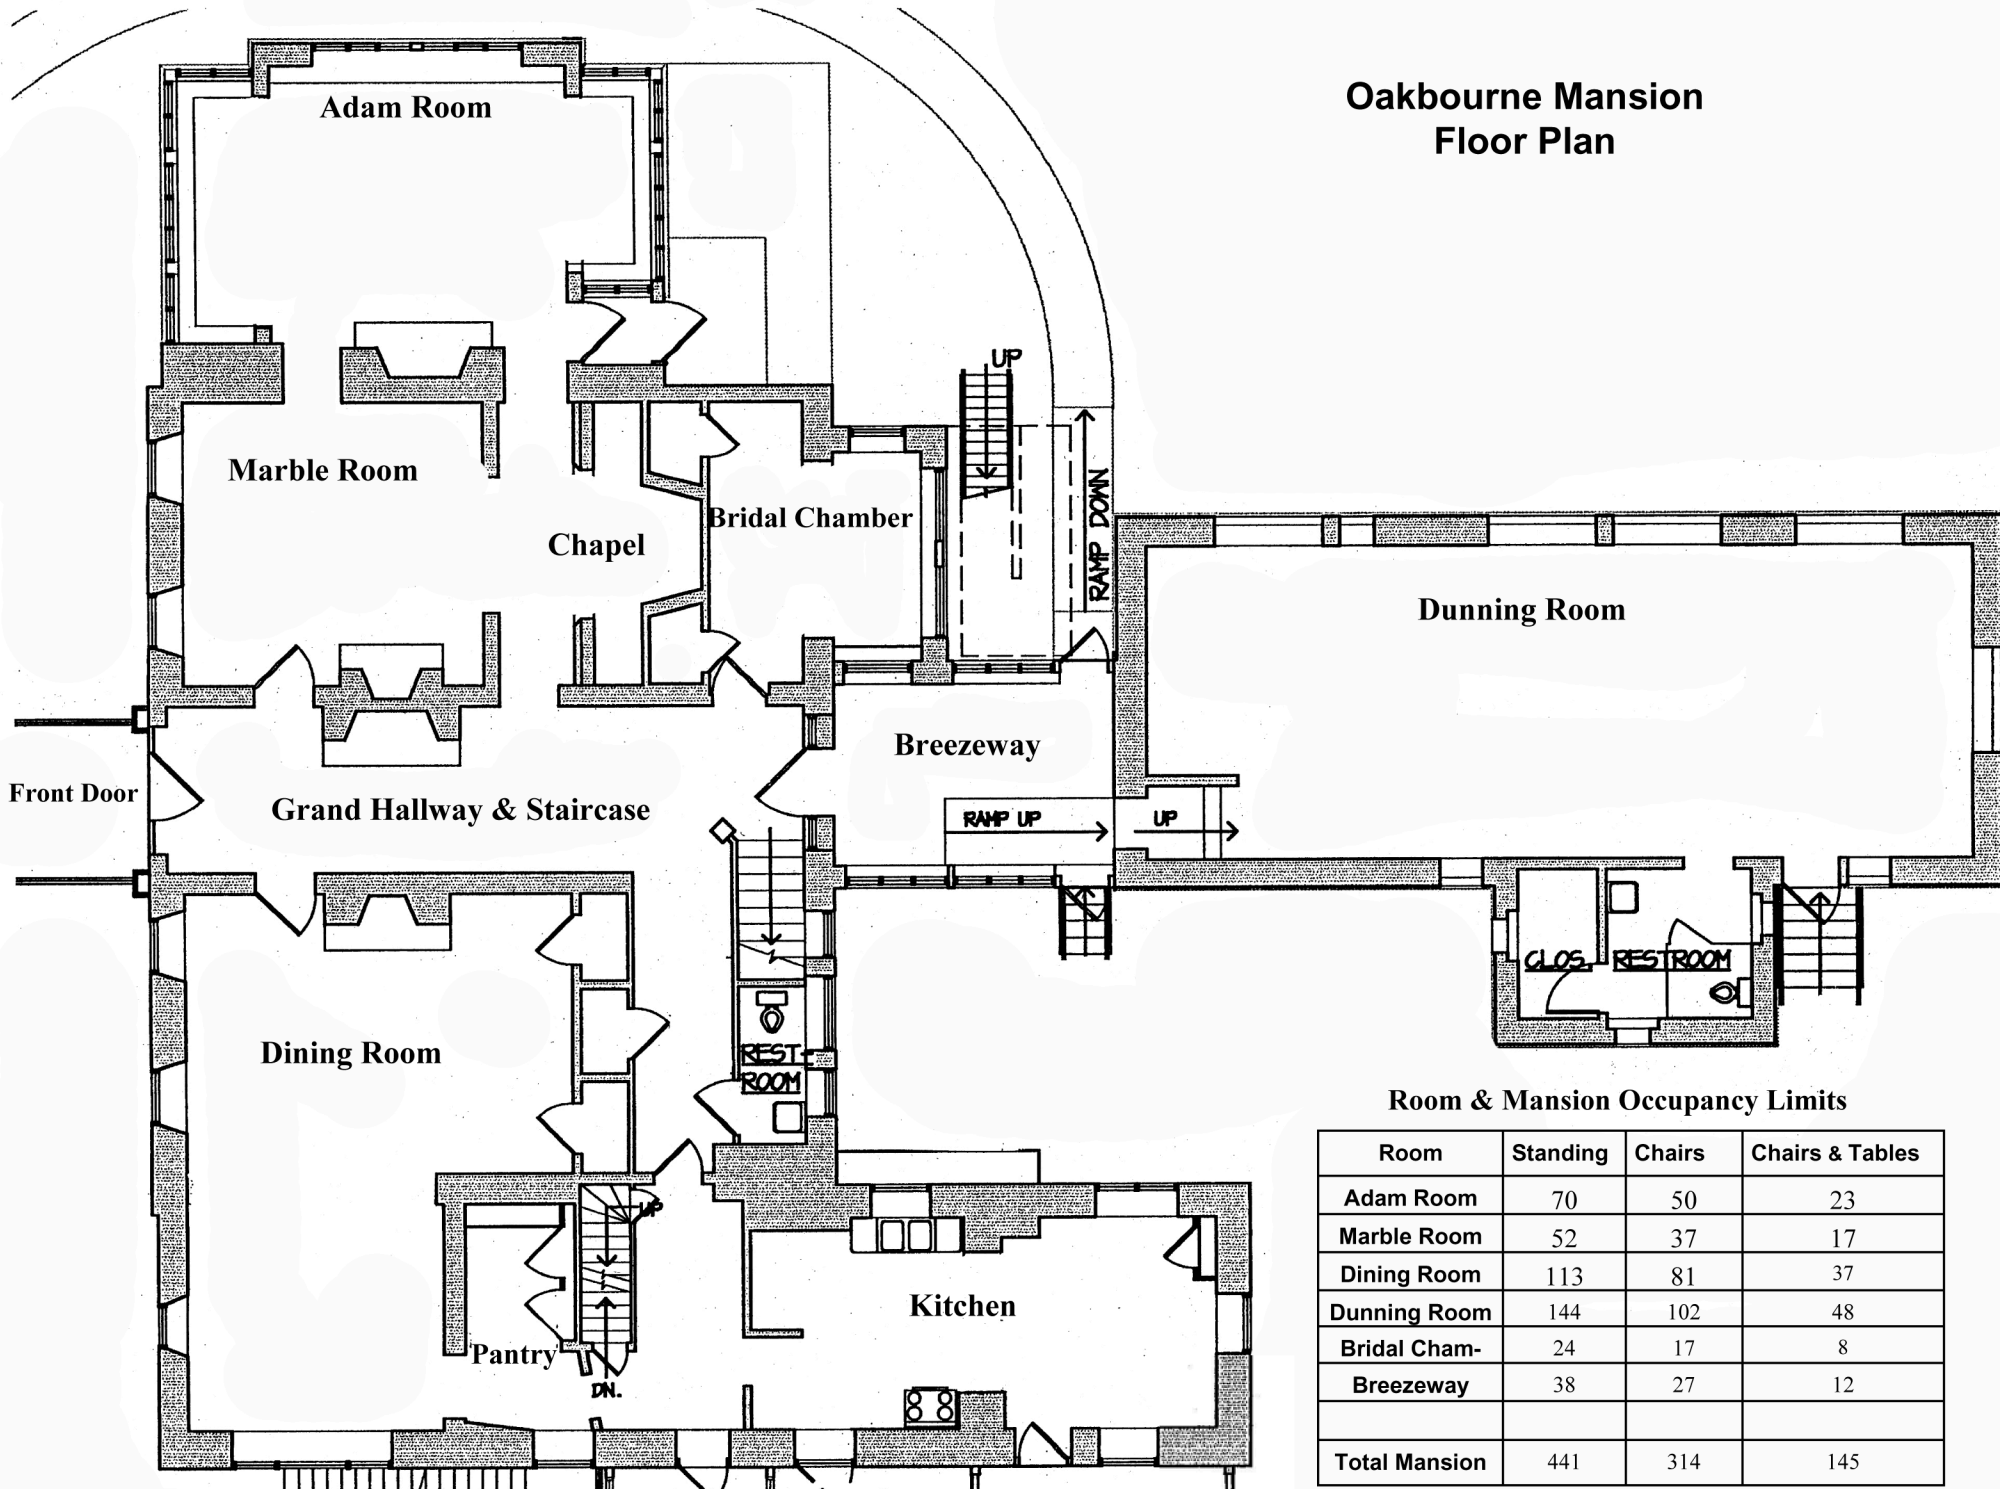 Oakbourne Mansion
Floor Plan
Adam Room
UP
Marble Room
RAMP DOWN
Bridal Chamber
Chapel
Dunning Room
Breezeway
Front Door
Grand Hallway & Staircase
RAMP UP
UP
CLOS.
RESTROOM
Dining Room
REST-
ROOM
UP
Kitchen
Pantry
DN.
Room & Mansion Occupancy Limits
Room Standing Chairs Chairs & Tables
Adam Room 70 50 23
Marble Room 52 37 17
Dining Room 113 81 37
Dunning Room 144 102 48
Bridal Cham- 24 17 8
Breezeway 38 27 12
Total Mansion 441 314 145